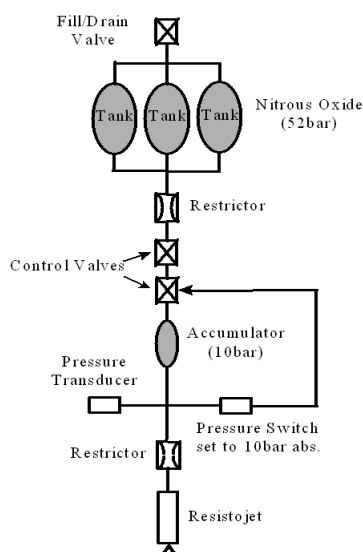 Fill/Drain
Valve
Tank
Tank
Tank
Nitrous Oxide
(52bar)
Restrictor
Control Valves
Accumulator
(10bar)
Pressure
Transducer
Pressure Switch
set to 10bar abs.
Restrictor
Resistojet